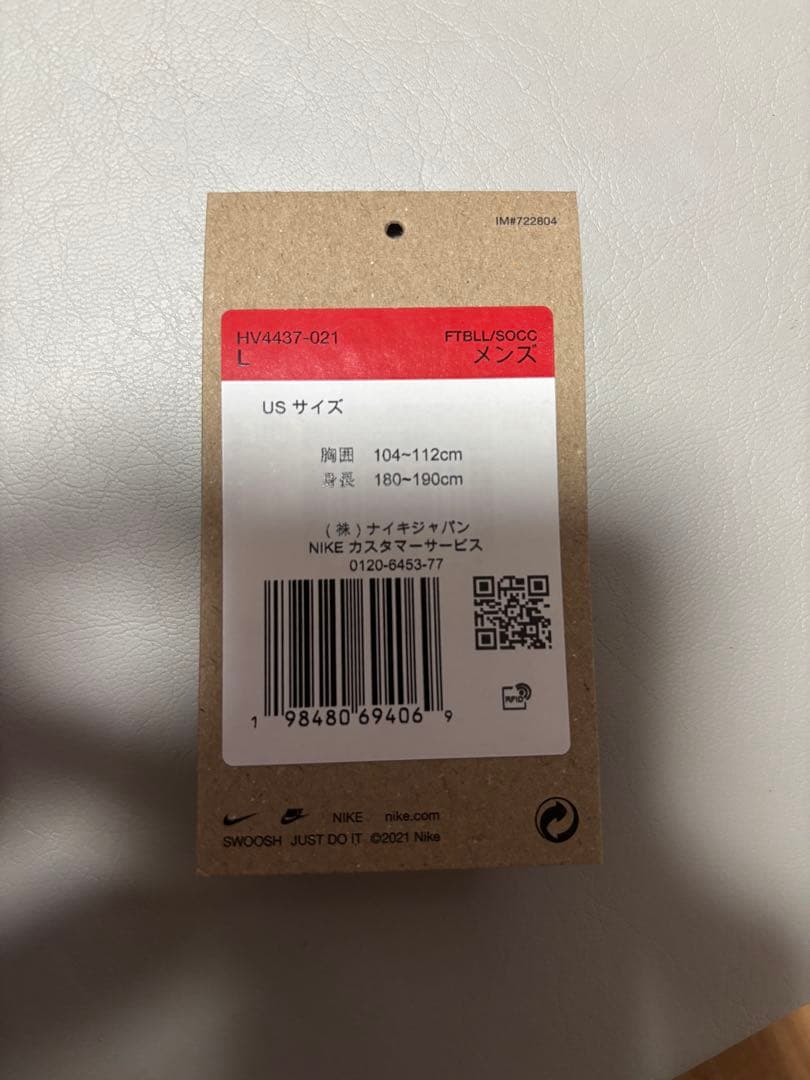 IM#722804
HV4437-021 FTBLL/SOCC
L メンズ
US サイズ
胸囲 104~112cm
身長 180~190cm
(株)ナイキジャパン
NIKE カスタマーサービス
0120-6453-77
1 98480 69406 9
RFID
NIKE nike.com
SWOOSH JUST DO IT ©2021 Nike